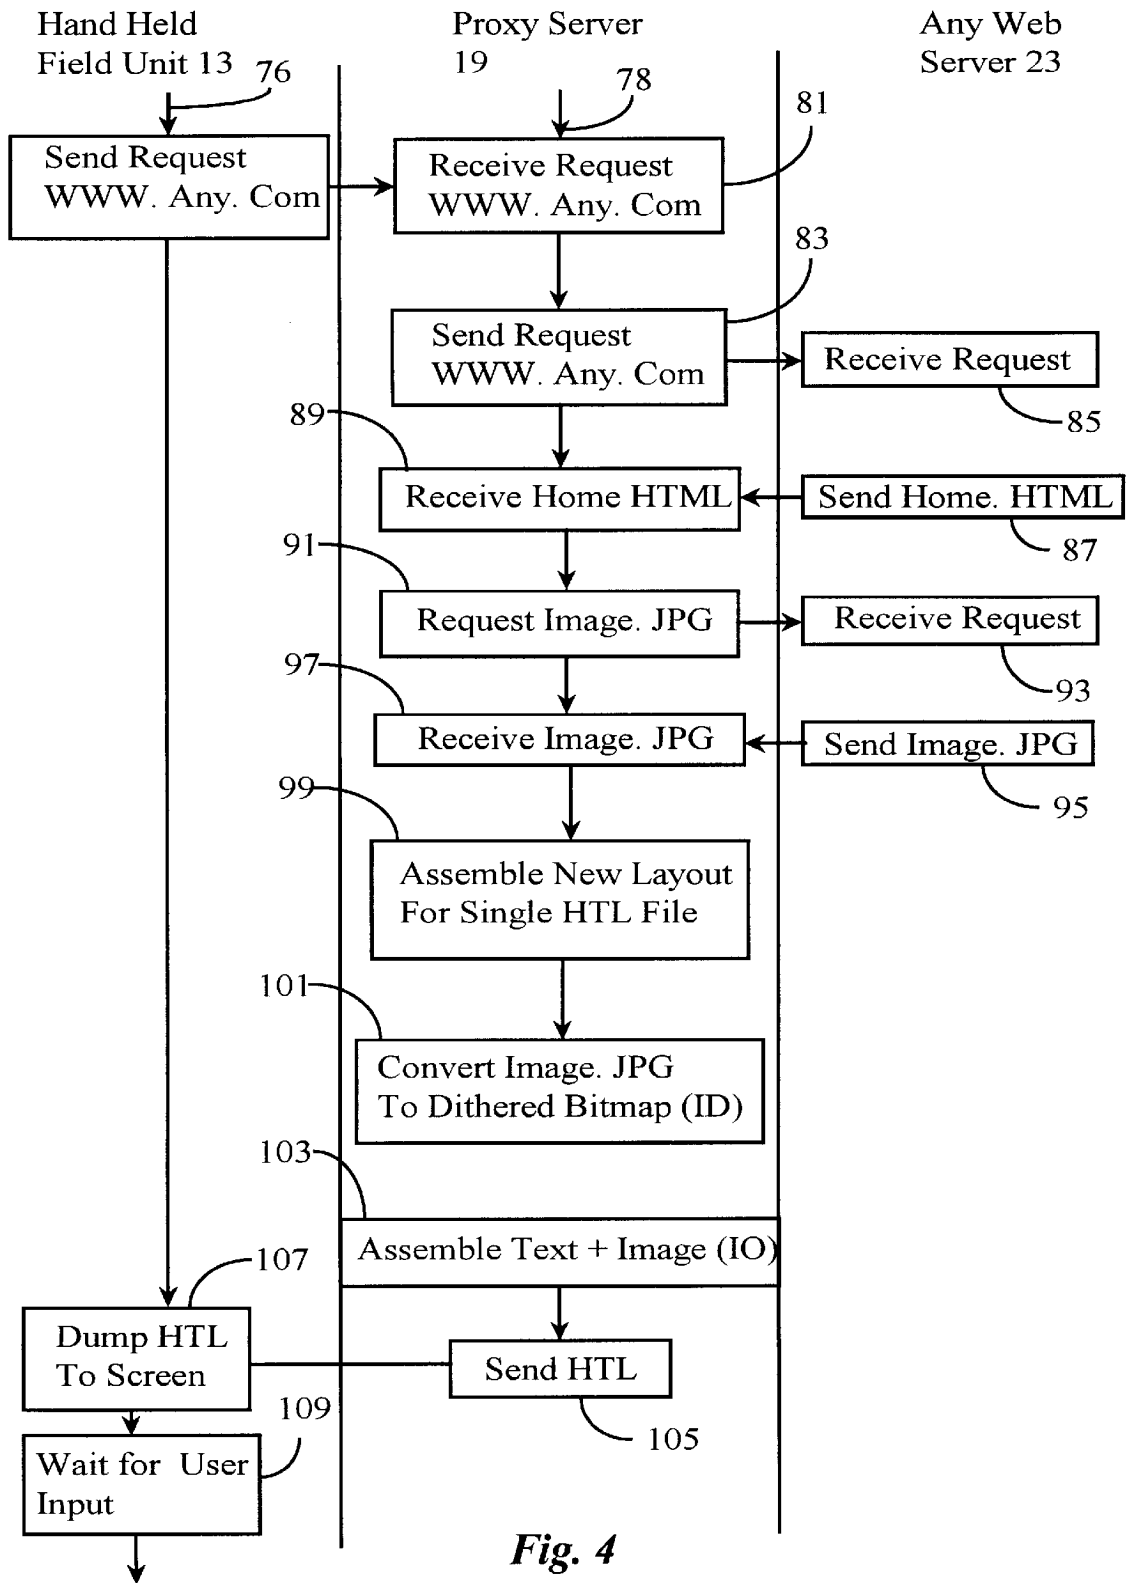 Hand Held
Field Unit 13
Proxy Server
19
Any Web
Server 23
76
78
81
Send Request
WWW. Any. Com
Receive Request
WWW. Any. Com
83
Send Request
WWW. Any. Com
Receive Request
85
89
Receive Home HTML
Send Home. HTML
87
91
Request Image. JPG
Receive Request
93
97
Receive Image. JPG
Send Image. JPG
95
99
Assemble New Layout
For Single HTL File
101
Convert Image. JPG
To Dithered Bitmap (ID)
103
Assemble Text + Image (IO)
107
Dump HTL
To Screen
Send HTL
105
109
Wait for User
Input
Fig. 4